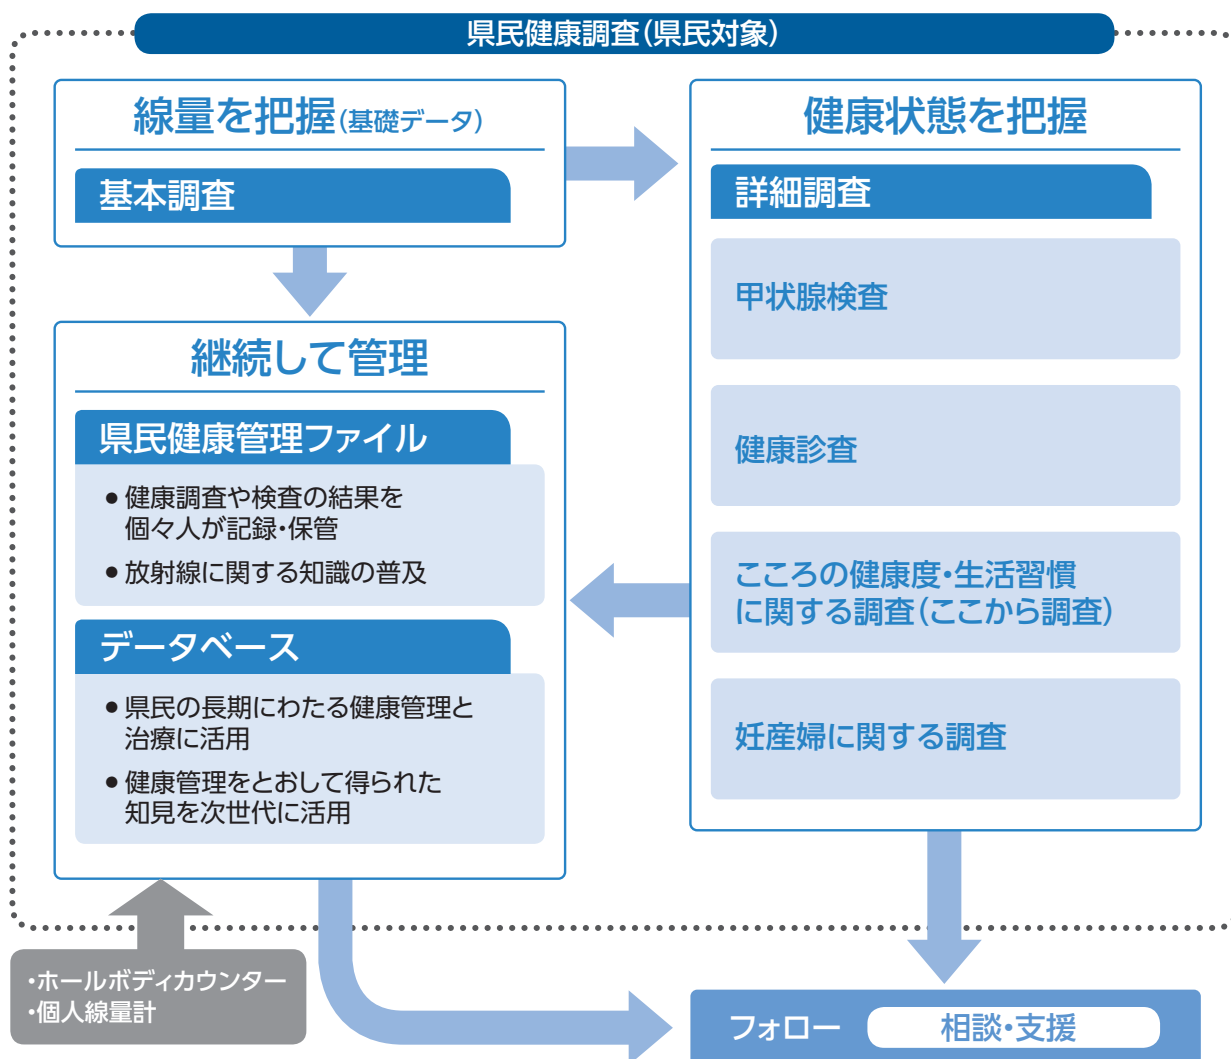 県民健康調査(県民対象)
線量を把握(基礎データ)
基本調査
健康状態を把握
詳細調査
甲状腺検査
健康診査
こころの健康度・生活習慣
に関する調査(ここから調査)
妊産婦に関する調査
継続して管理
県民健康管理ファイル
● 健康調査や検査の結果を
個々人が記録・保管
● 放射線に関する知識の普及
データベース
● 県民の長期にわたる健康管理と
治療に活用
● 健康管理をとおして得られた
知見を次世代に活用
・ホールボディカウンター
・個人線量計
フォロー 相談・支援